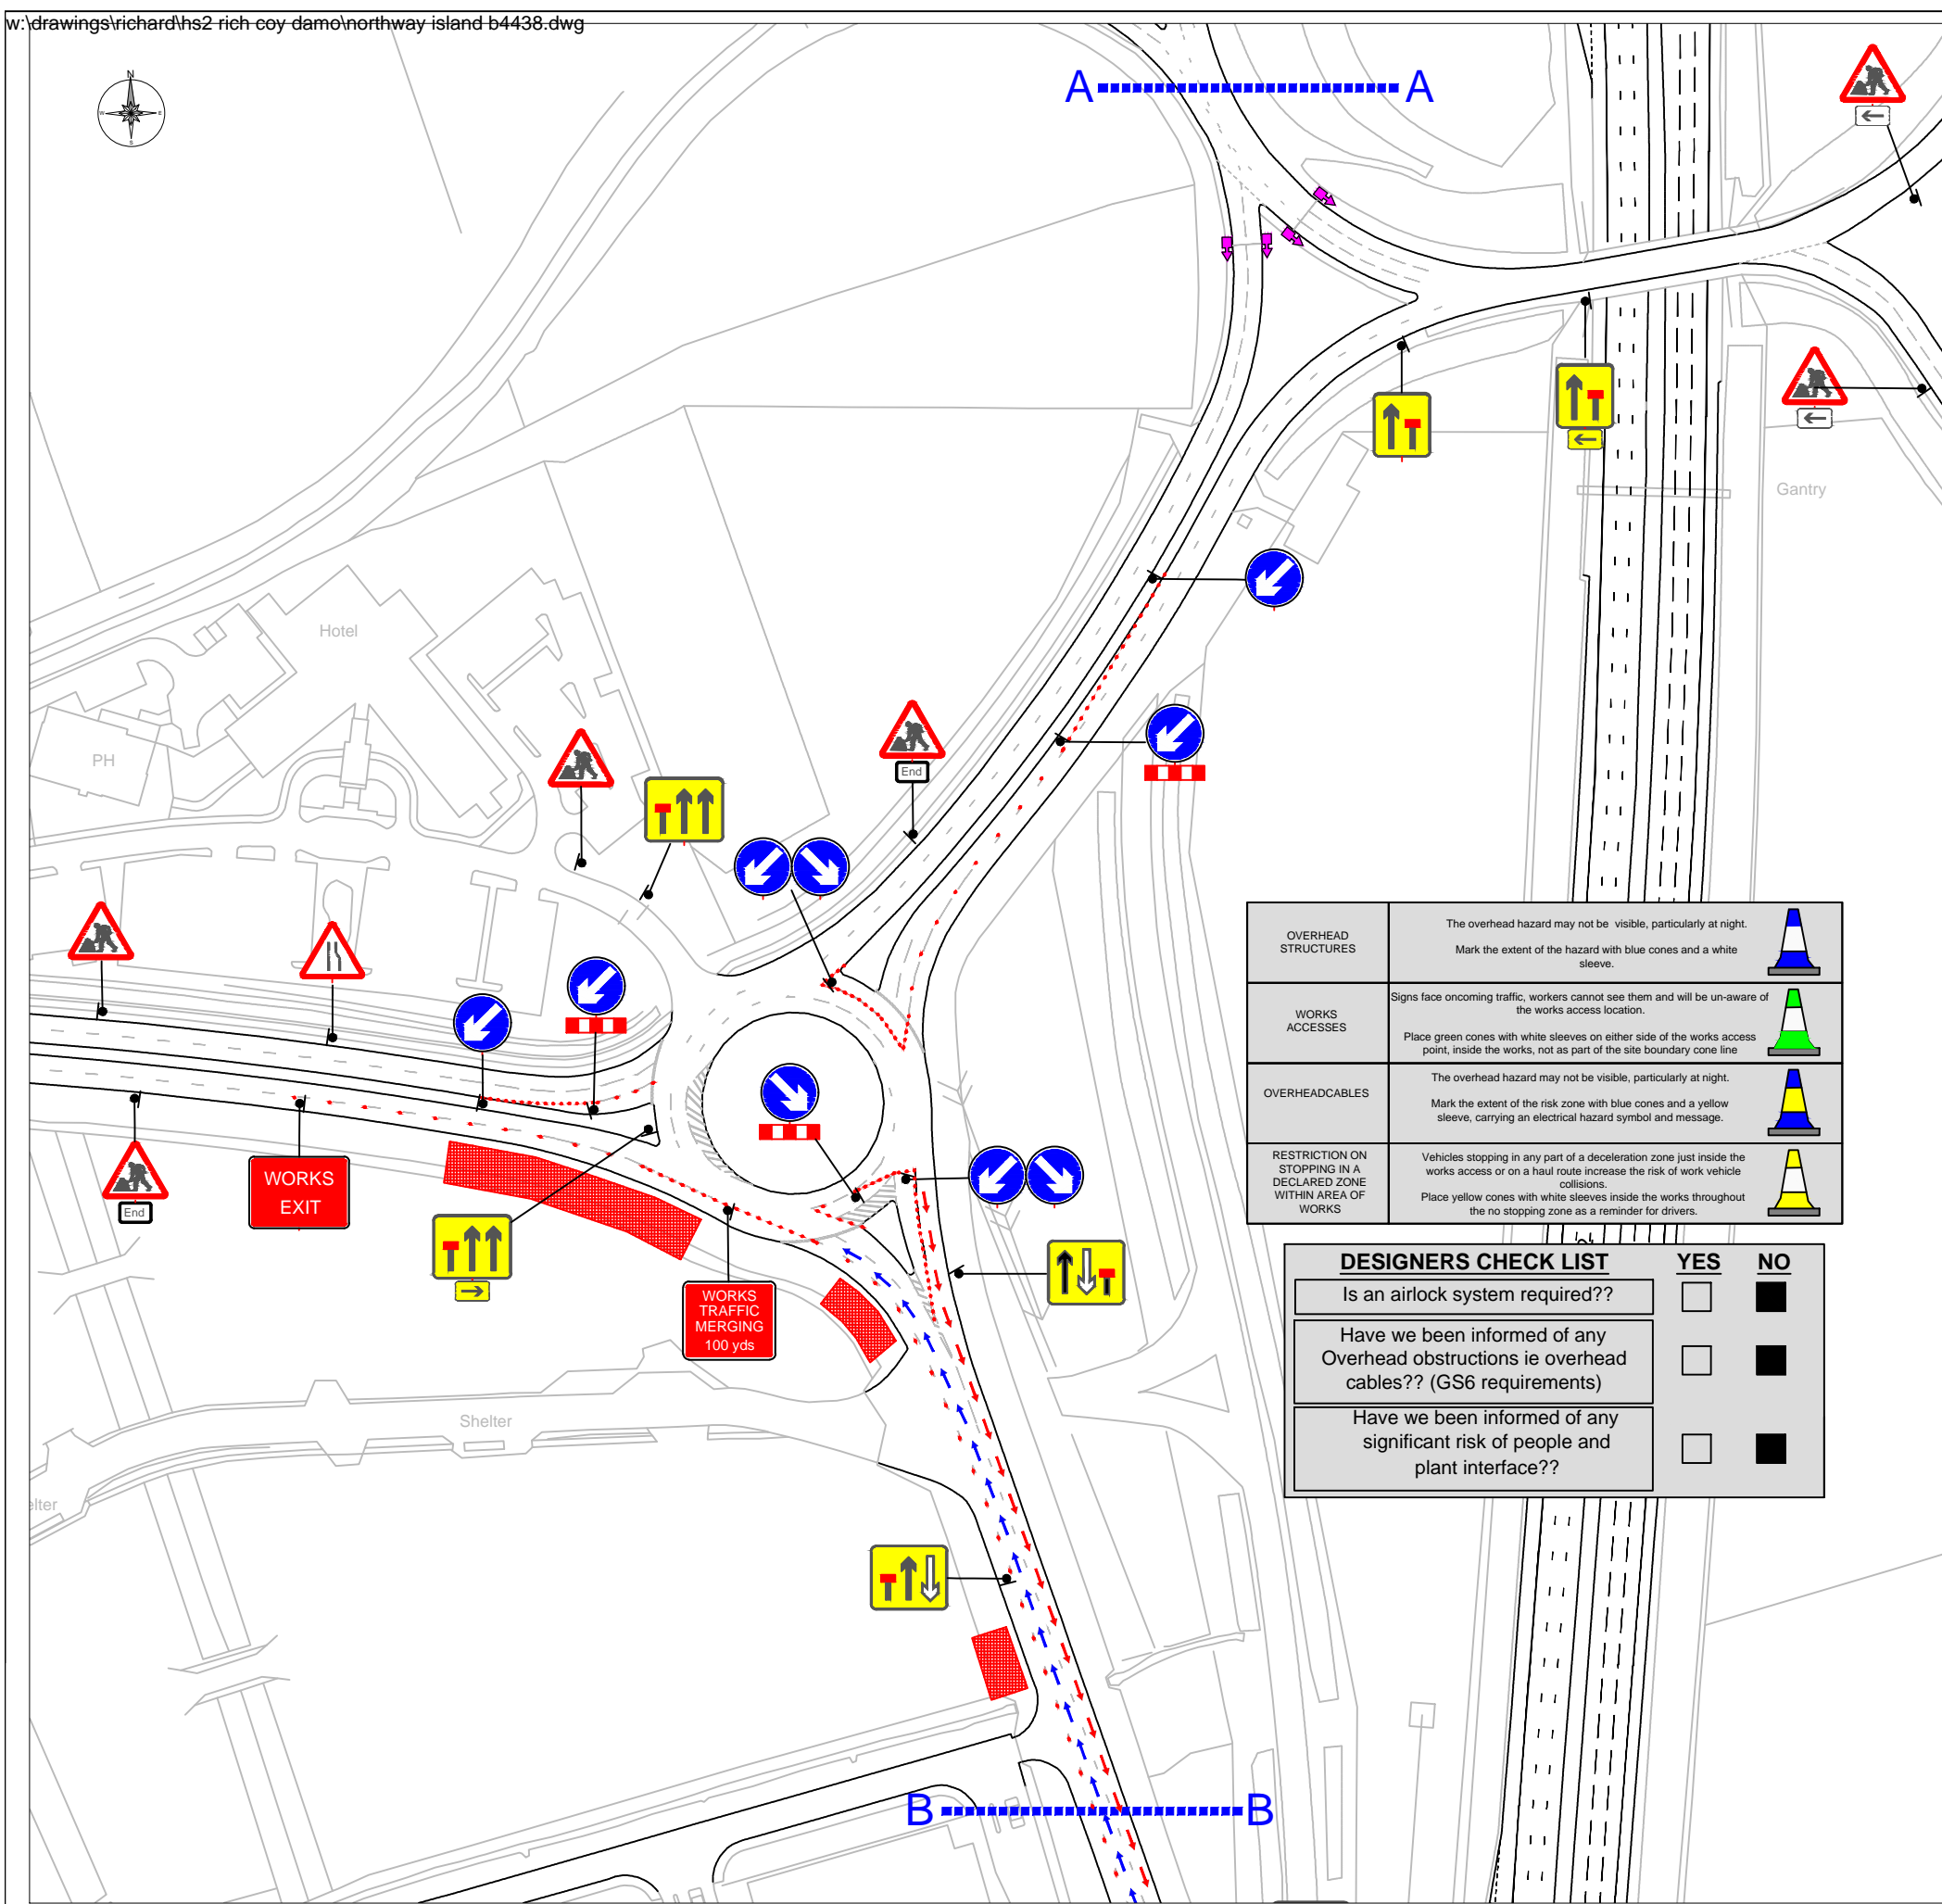 w:\drawings\richard\hs2 rich coy damo\northway island b4438.dwg
N
W
E
S
A
A
Gantry
Hotel
PH
End
OVERHEAD
STRUCTURES
The overhead hazard may not be visible, particularly at night.
Mark the extent of the hazard with blue cones and a white
sleeve.
WORKS
ACCESSES
Signs face oncoming traffic, workers cannot see them and will be un-aware of
the works access location.
Place green cones with white sleeves on either side of the works access
point, inside the works, not as part of the site boundary cone line
OVERHEADCABLES
The overhead hazard may not be visible, particularly at night.
Mark the extent of the risk zone with blue cones and a yellow
sleeve, carrying an electrical hazard symbol and message.
RESTRICTION ON
STOPPING IN A
DECLARED ZONE
WITHIN AREA OF
WORKS
Vehicles stopping in any part of a deceleration zone just inside the
works access or on a haul route increase the risk of work vehicle
collisions.
Place yellow cones with white sleeves inside the works throughout
the no stopping zone as a reminder for drivers.
WORKS
EXIT
End
WORKS
TRAFFIC
MERGING
100 yds
DESIGNERS CHECK LIST
YES
NO
Is an airlock system required??
Have we been informed of any
Overhead obstructions ie overhead
cables?? (GS6 requirements)
Have we been informed of any
significant risk of people and
plant interface??
Shelter
elter
B
B